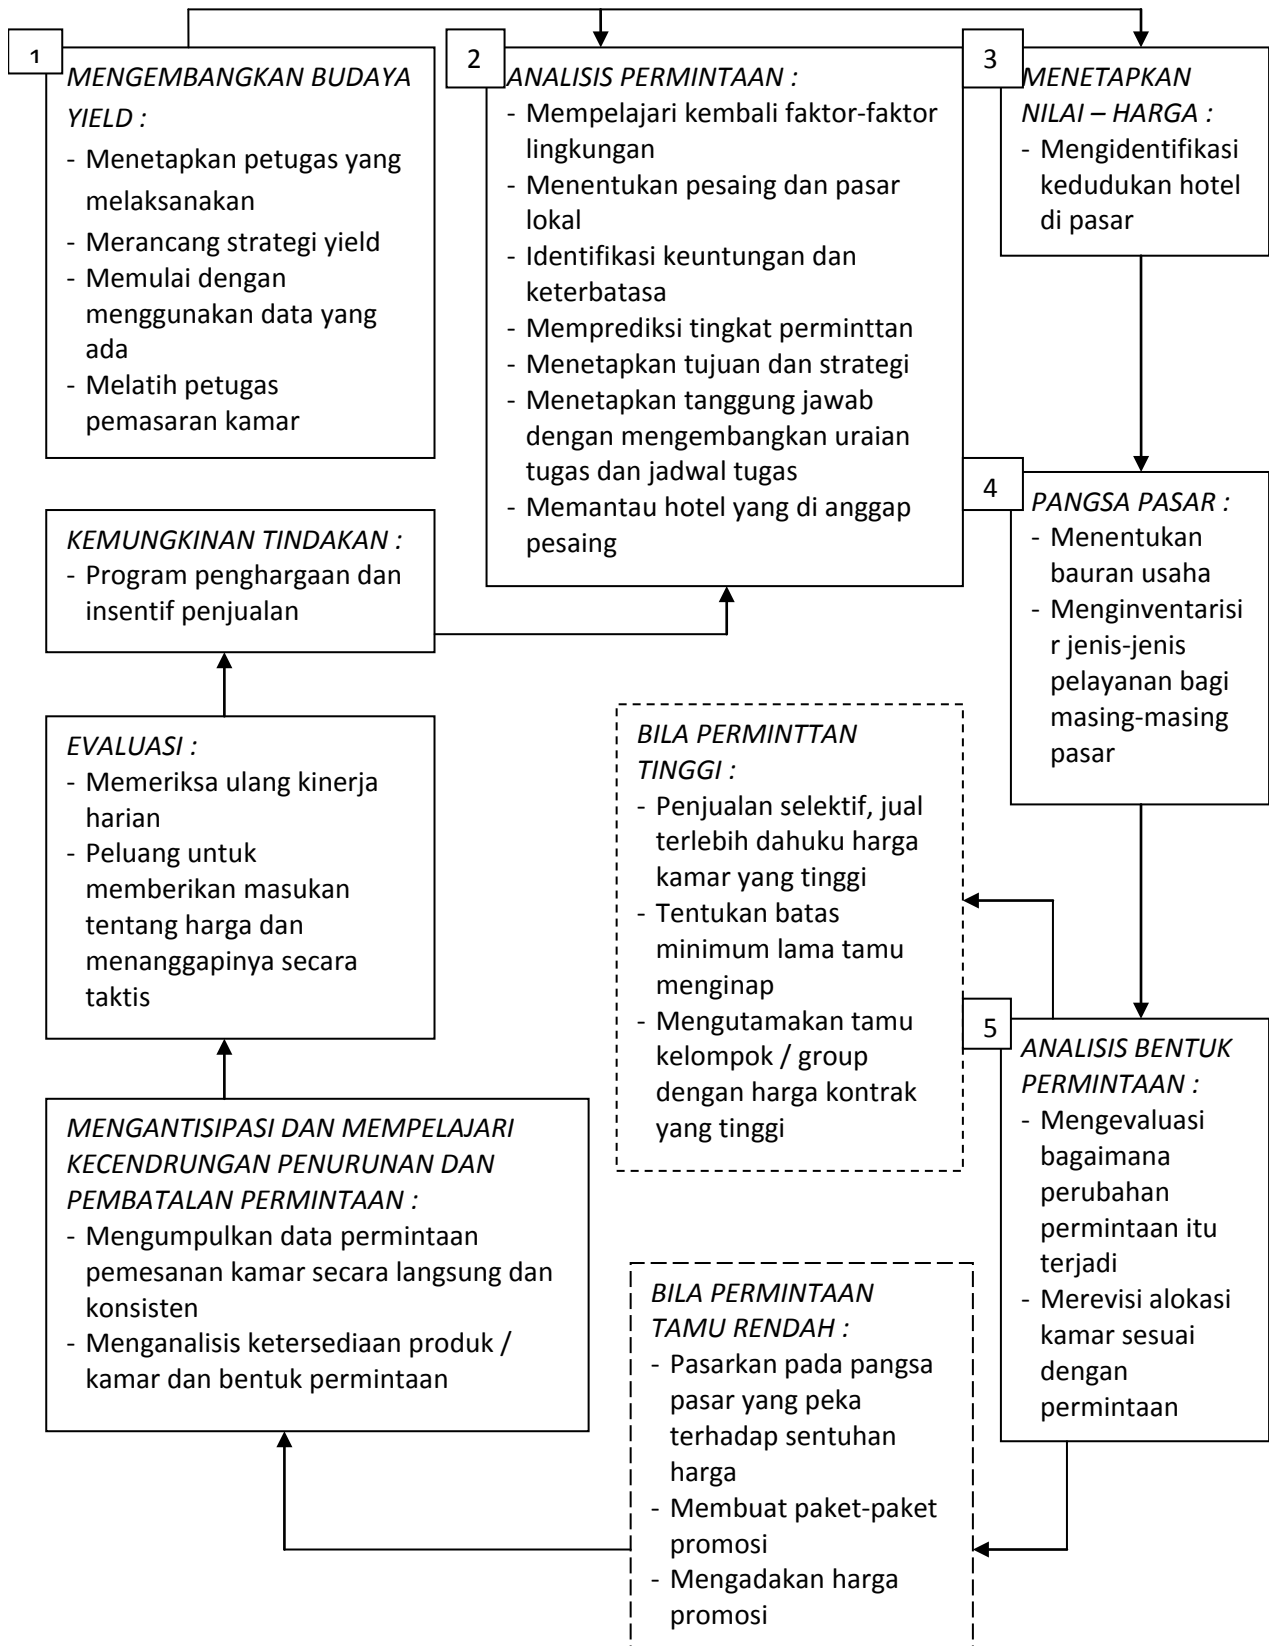 1
MENGEMBANGKAN BUDAYA
YIELD :
- Menetapkan petugas yang
melaksanakan
- Merancang strategi yield
- Memulai dengan
menggunakan data yang
ada
- Melatih petugas
pemasaran kamar
2
ANALISIS PERMINTAAN :
- Mempelajari kembali faktor-faktor
lingkungan
- Menentukan pesaing dan pasar
lokal
- Identifikasi keuntungan dan
keterbatasa
- Memprediksi tingkat perminttan
- Menetapkan tujuan dan strategi
- Menetapkan tanggung jawab
dengan mengembangkan uraian
tugas dan jadwal tugas
- Memantau hotel yang di anggap
pesaing
3
MENETAPKAN
NILAI – HARGA :
- Mengidentifikasi
kedudukan hotel
di pasar
4
PANGSA PASAR :
- Menentukan
bauran usaha
- Menginventarisi
r jenis-jenis
pelayanan bagi
masing-masing
pasar
5
ANALISIS BENTUK
PERMINTAAN :
- Mengevaluasi
bagaimana
perubahan
permintaan itu
terjadi
- Merevisi alokasi
kamar sesuai
dengan
permintaan
BILA PERMINTTAN
TINGGI :
- Penjualan selektif, jual
terlebih dahuku harga
kamar yang tinggi
- Tentukan batas
minimum lama tamu
menginap
- Mengutamakan tamu
kelompok / group
dengan harga kontrak
yang tinggi
BILA PERMINTAAN
TAMU RENDAH :
- Pasarkan pada pangsa
pasar yang peka
terhadap sentuhan
harga
- Membuat paket-paket
promosi
- Mengadakan harga
promosi
MENGANTISIPASI DAN MEMPELAJARI
KECENDRUNGAN PENURUNAN DAN
PEMBATALAN PERMINTAAN :
- Mengumpulkan data permintaan
pemesanan kamar secara langsung dan
konsisten
- Menganalisis ketersediaan produk /
kamar dan bentuk permintaan
EVALUASI :
- Memeriksa ulang kinerja
harian
- Peluang untuk
memberikan masukan
tentang harga dan
menanggapinya secara
taktis
KEMUNGKINAN TINDAKAN :
- Program penghargaan dan
insentif penjualan